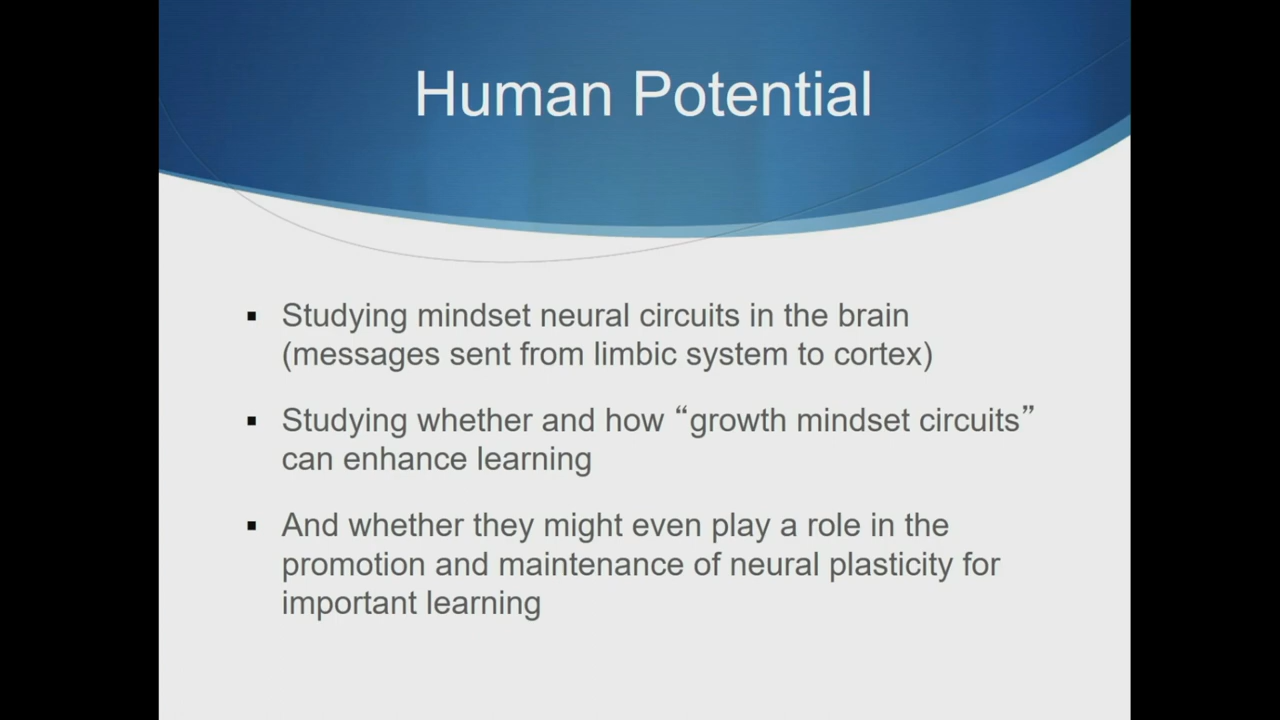 Human Potential
▪ Studying mindset neural circuits in the brain
(messages sent from limbic system to cortex)
▪ Studying whether and how “growth mindset circuits”
can enhance learning
▪ And whether they might even play a role in the
promotion and maintenance of neural plasticity for
important learning